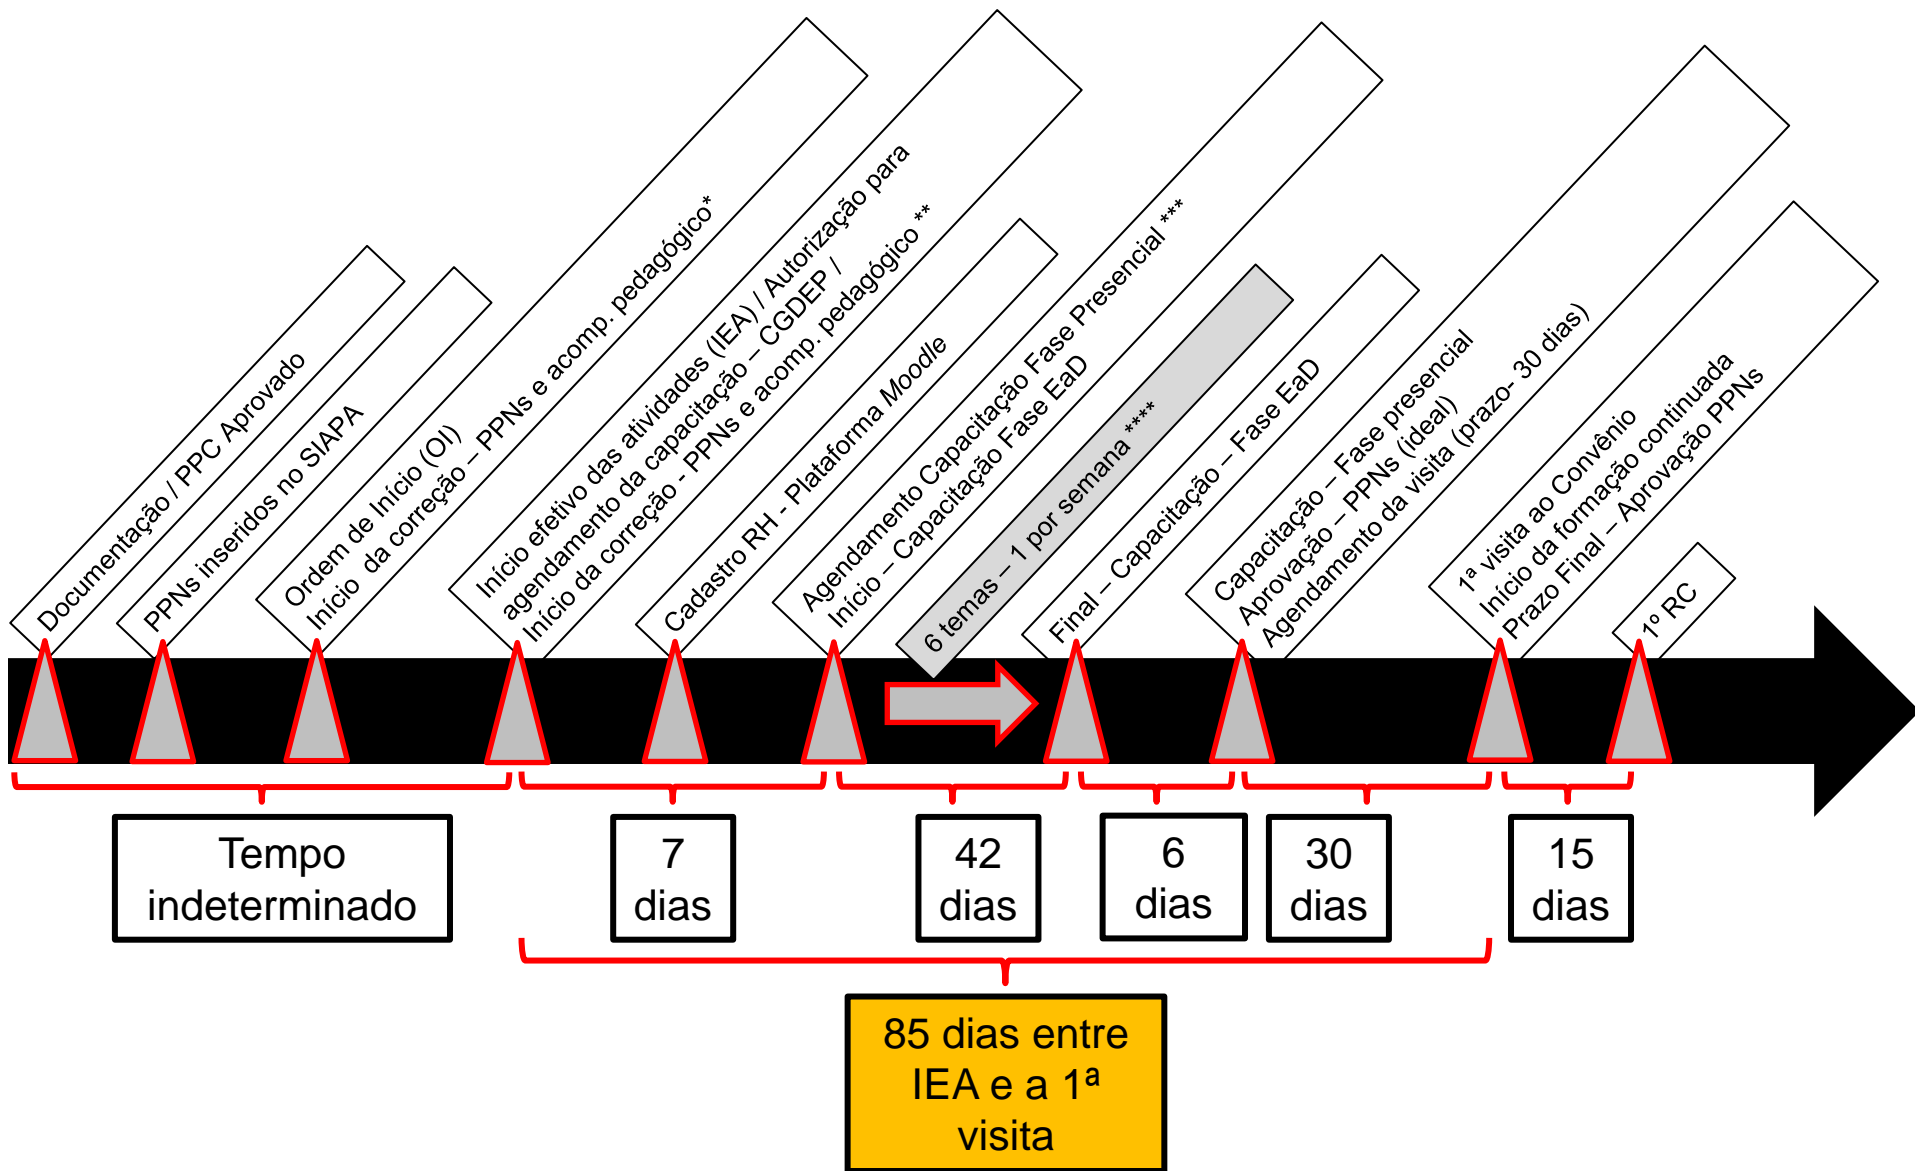 Documentação / PPC Aprovado
PPNs inseridos no SIAPA
Ordem de Início (OI)
Início  da correção – PPNs e acomp. pedagógico*
Início efetivo das atividades (IEA) / Autorização para
agendamento da capacitação – CGDEP /
Início da correção - PPNs e acomp. pedagógico **
Cadastro RH - Plataforma Moodle
Agendamento Capacitação Fase Presencial ***
Início – Capacitação Fase EaD
6 temas – 1 por semana ****
Final – Capacitação – Fase EaD
Capacitação – Fase presencial
Aprovação – PPNs (ideal)
Agendamento da visita (prazo- 30 dias)
1ª visita ao Convênio
Início da formação continuada
Prazo Final – Aprovação PPNs
1º RC
Tempo
indeterminado
7
dias
42
dias
6
dias
30
dias
15
dias
85 dias entre
IEA e a 1ª
visita